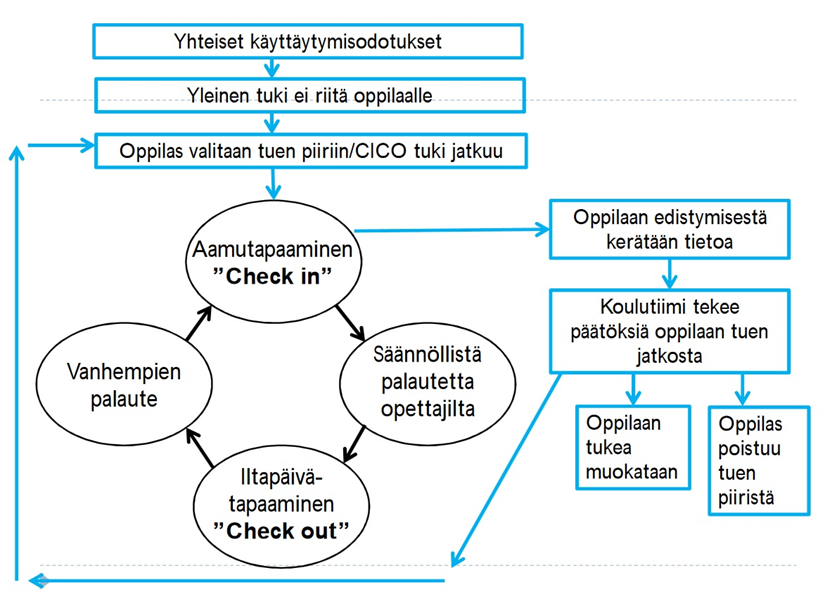 Yhteiset käyttäytymisodotukset
Yleinen tuki ei riitä oppilaalle
Oppilas valitaan tuen piiriin/CICO tuki jatkuu
Aamutapaaminen
”Check in”
Säännöllistä
palautetta
opettajilta
Iltapäivä-
tapaaminen
”Check out”
Vanhempien
palaute
Oppilaan edistymisestä
kerätään tietoa
Koulutiimi tekee
päätöksiä oppilaan tuen
jatkosta
Oppilaan
tukea
muokataan
Oppilas
poistuu
tuen
piiristä